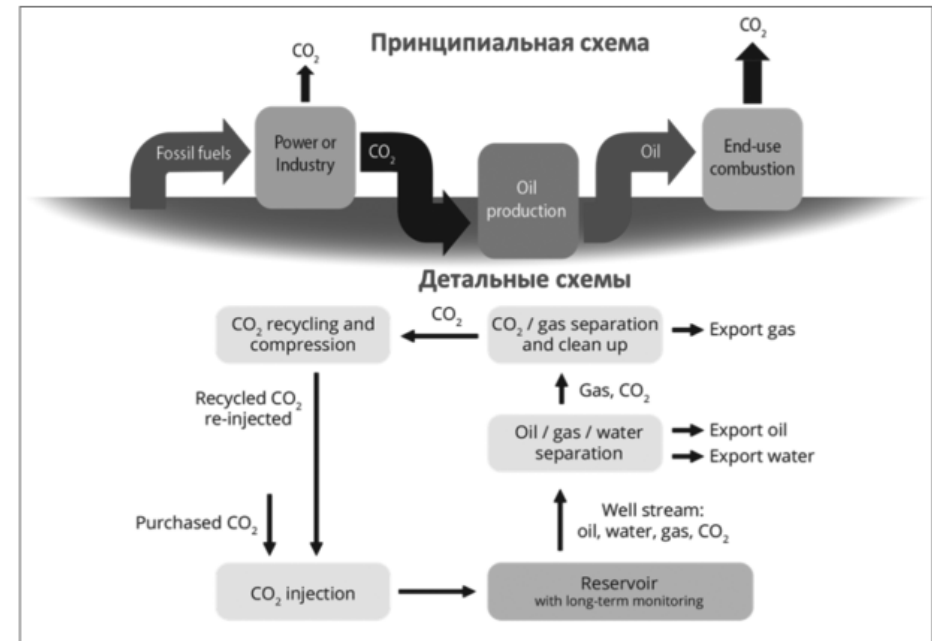 Принципиальная схема
CO₂
CO₂
Fossil fuels
Power or
Industry
CO₂
Oil
production
Oil
End-use
combustion
Детальные схемы
CO₂ recycling and
compression
CO₂
CO₂ / gas separation
and clean up
Export gas
Recycled CO₂
re-injected
Gas, CO₂
Oil / gas / water
separation
Export oil
Export water
Purchased CO₂
Well stream:
oil, water, gas, CO₂
CO₂ injection
Reservoir
with long-term monitoring